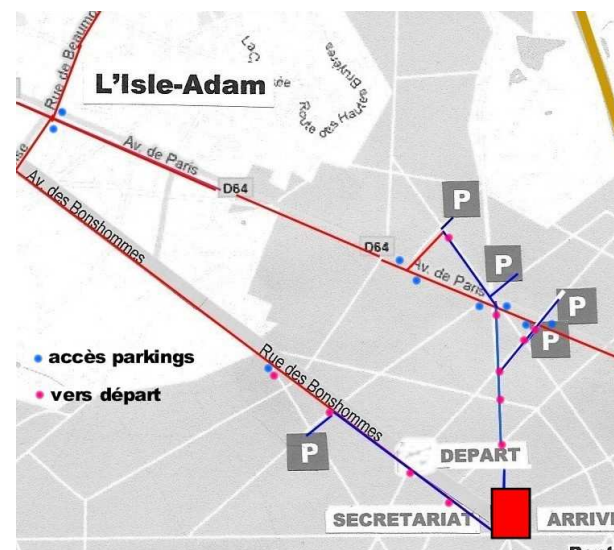 Rue de Beaumo
L'Isle-Adam
Route des Hautes Bruyères
Av. de Paris
D64
Av. des Bonshommes
P
D64
P
Av. de Paris
P
P
Rue des Bonshommes
accès parkings
vers départ
P
DEPART
SECRETARIAT
ARRIVE